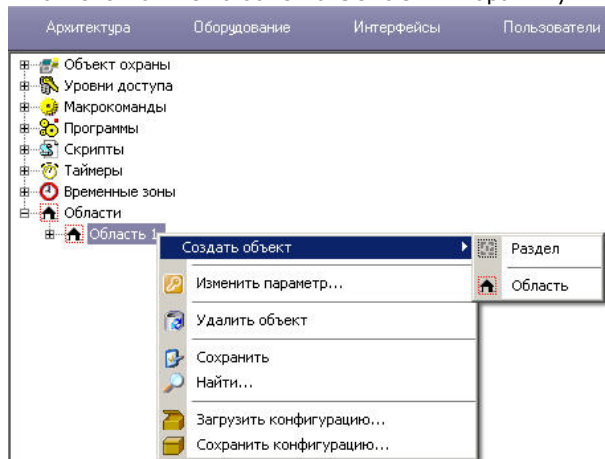 Архитектура Оборудование Интерфейсы Пользователи
Объект охраны
Уровни доступа
Макрокоманды
Программы
Скрипты
Таймеры
Временные зоны
Области
Область 1
Создать объект
Раздел
Область
Изменить параметр...
Удалить объект
Сохранить
Найти...
Загрузить конфигурацию...
Сохранить конфигурацию...